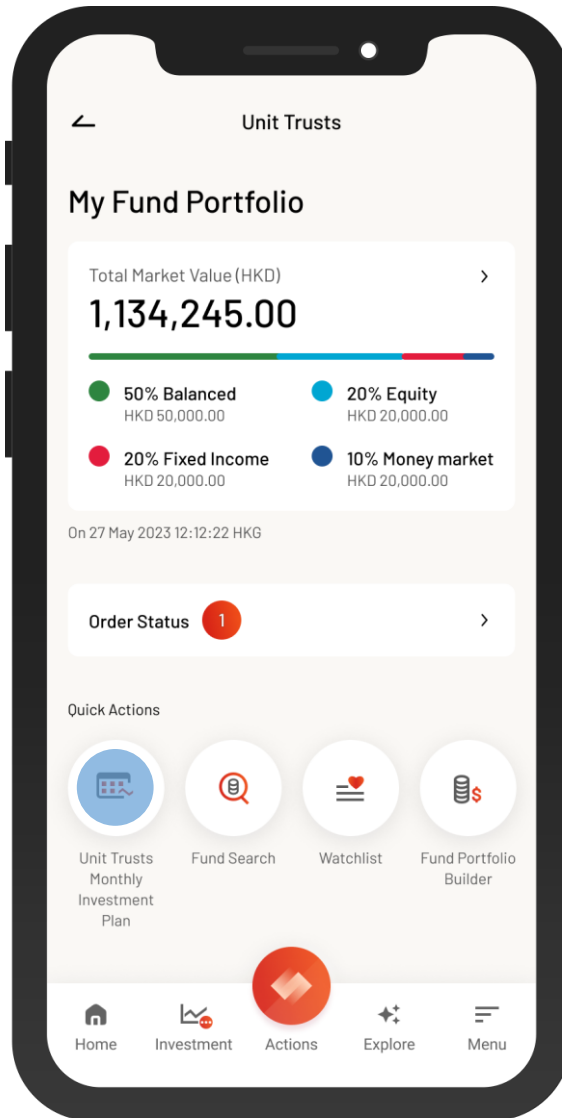 Unit Trusts
My Fund Portfolio
Total Market Value (HKD)
1,134,245.00
50% Balanced
HKD 50,000.00
20% Equity
HKD 20,000.00
20% Fixed Income
HKD 20,000.00
10% Money market
HKD 20,000.00
On 27 May 2023 12:12:22 HKG
Order Status 1
Quick Actions
Unit Trusts
Monthly
Investment
Plan
Fund Search
Watchlist
Fund Portfolio
Builder
Home
Investment
Actions
Explore
Menu